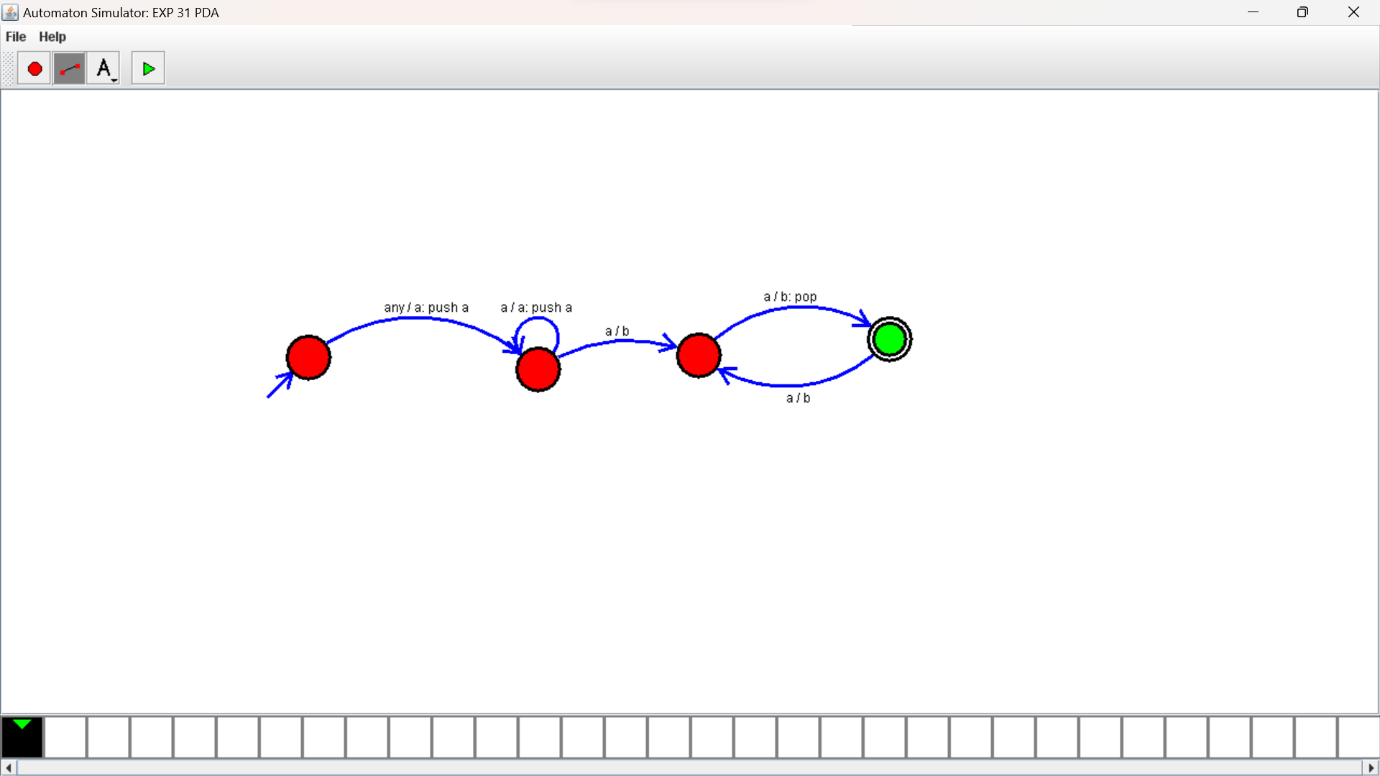 Automaton Simulator: EXP 31 PDA
File Help
A
any / a: push a
a / a: push a
a / b
a / b: pop
a / b